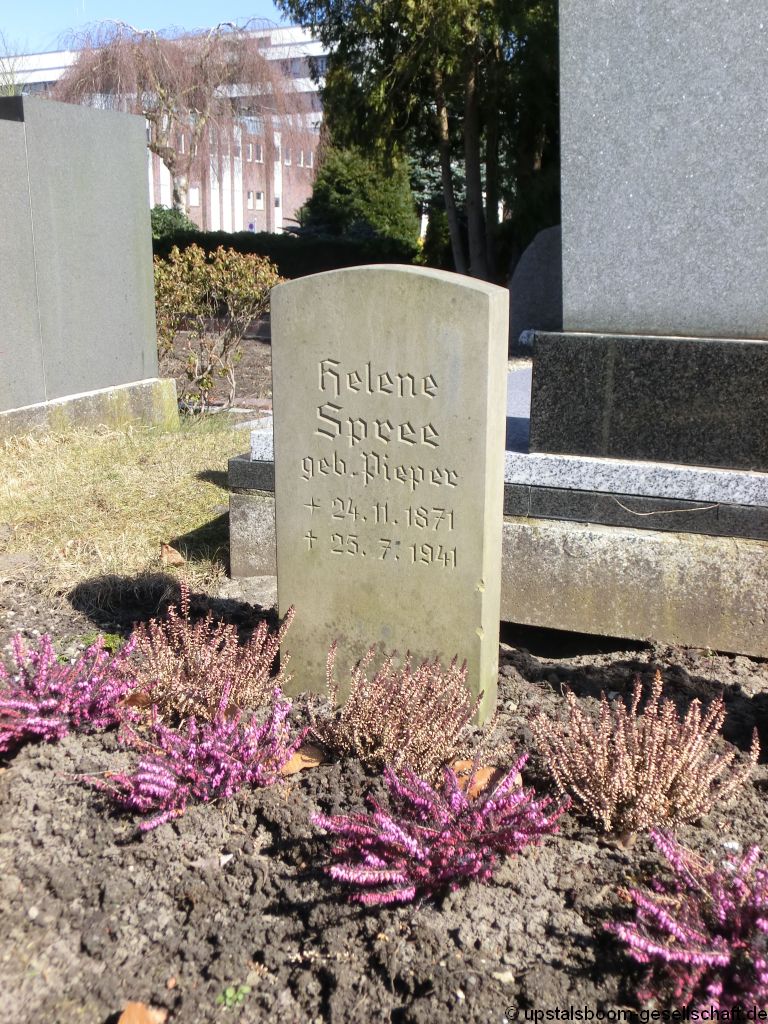 Helene
Spree
geb. Pieper
+ 24. 11. 1871
+ 25. 7. 1941
© upstalsboom-gesellschaft.de